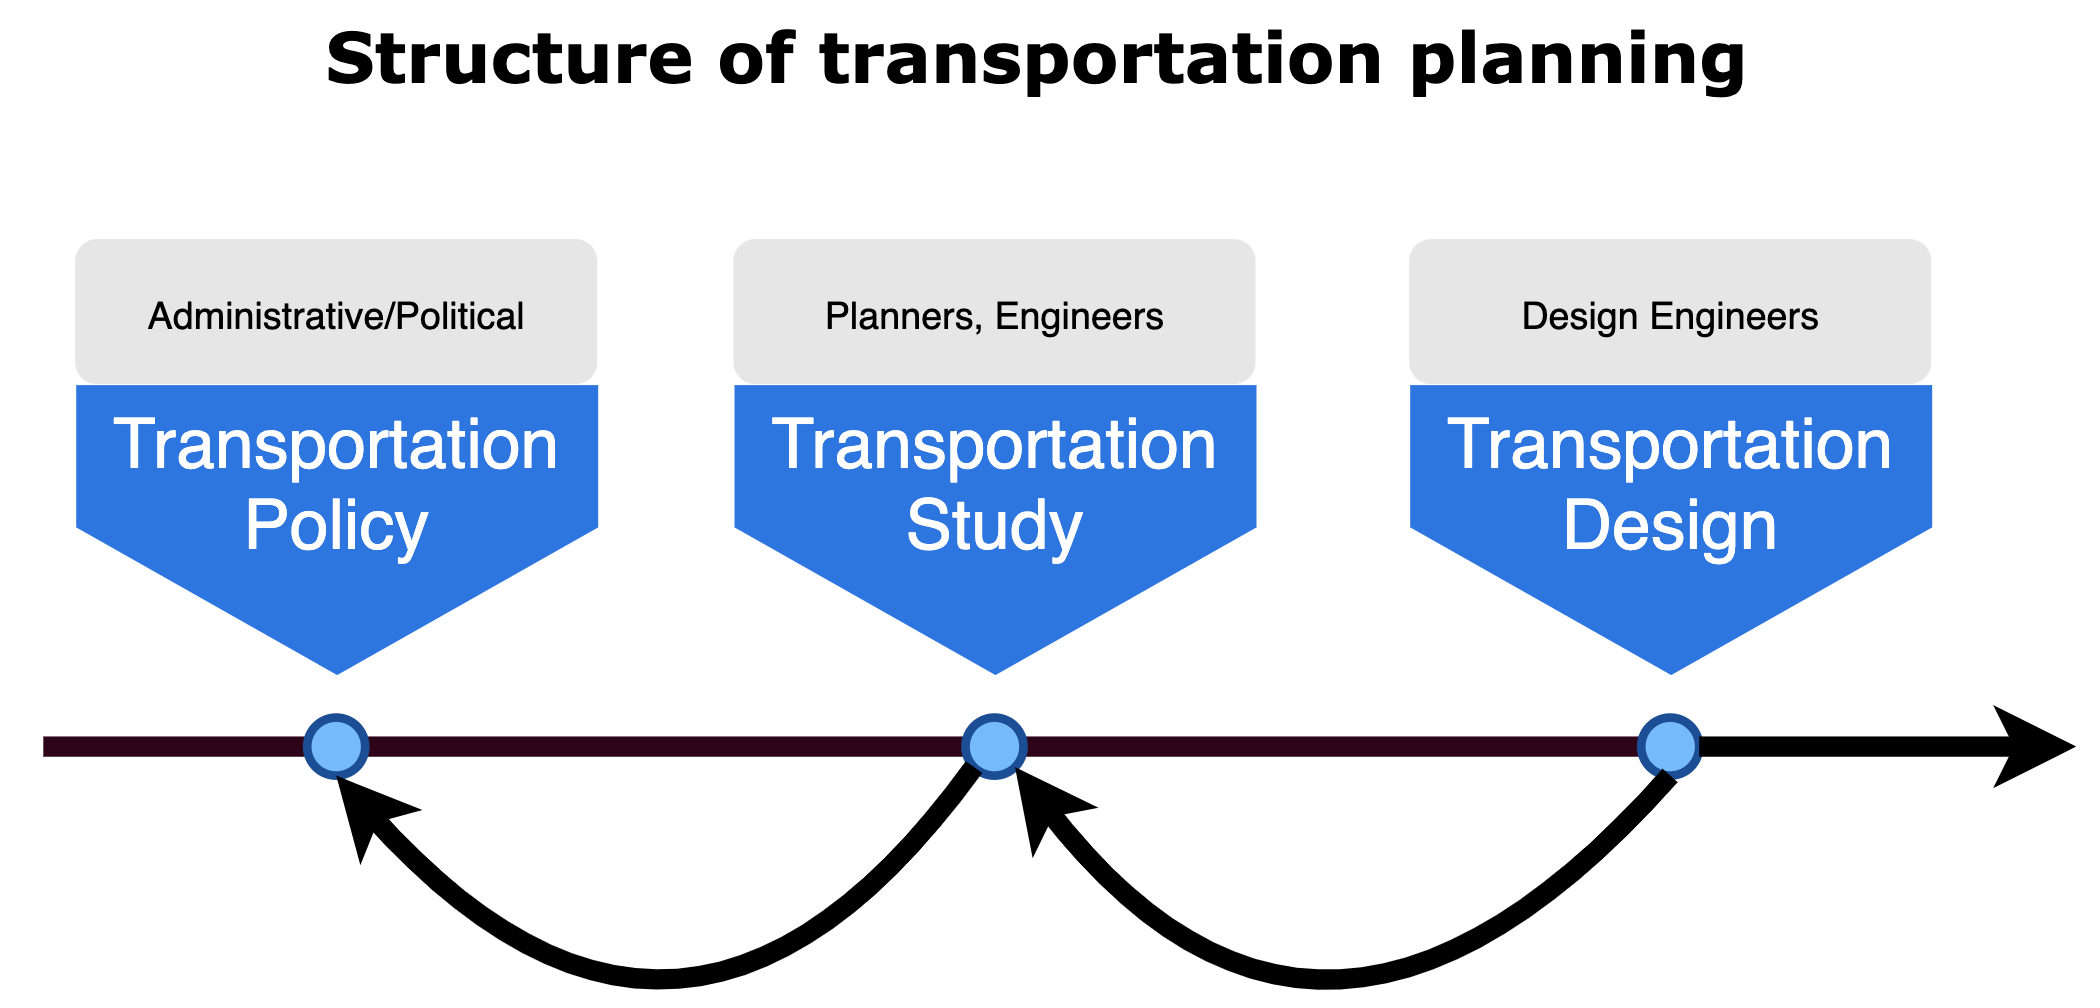 Structure of transportation planning
Administrative/Political
Transportation
Policy
Planners, Engineers
Transportation
Study
Design Engineers
Transportation
Design